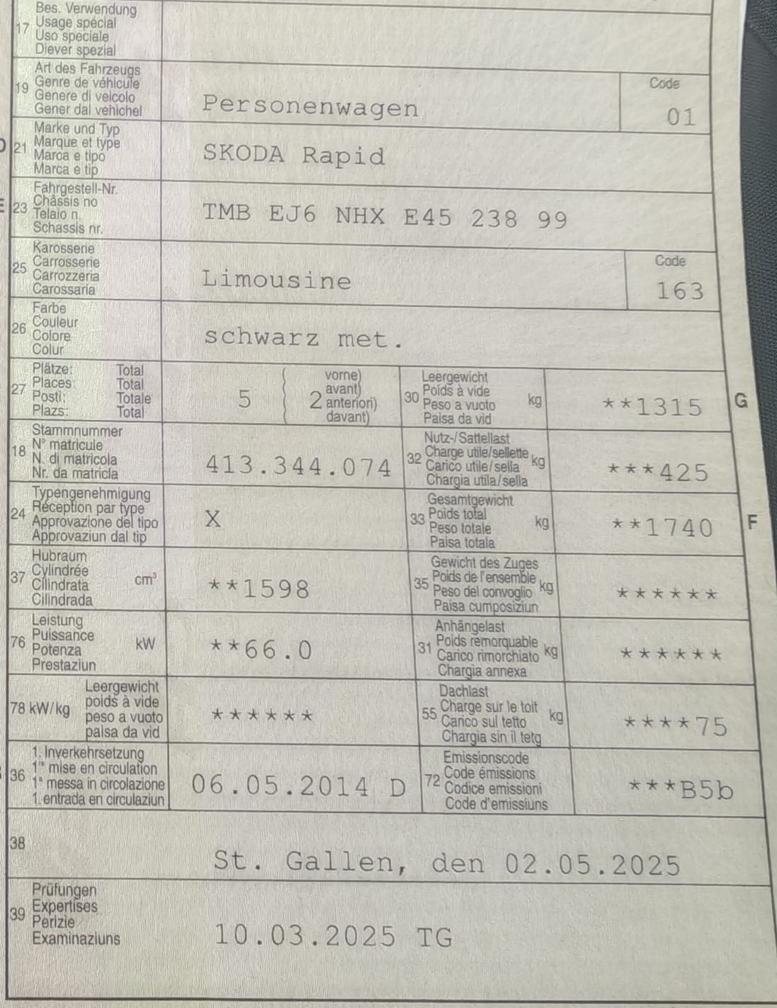 17 Bes. Verwendung
Usage spécial
Uso speciale
Diever spezial
19 Art des Fahrzeugs
Genre de véhicule
Genere di veicolo
Gener dal vehichel
Personenwagen
Code
01
21 Marke und Typ
Marque et type
Marca e tipo
Marca e tip
SKODA Rapid
23 Fahrgestell-Nr.
Châssis no
Telaio n.
Schassis nr.
TMB EJ6 NHX E45 238 99
25 Karosserie
Carrosserie
Carrozzeria
Carossaria
Limousine
Code
163
26 Farbe
Couleur
Colore
Colur
schwarz met.
27 Plätze: Total
Places: Total
Posti: Totale
Plazs: Total
5
2 vorne)
avant)
anteriori)
davant)
30 Leergewicht
Poids à vide
Peso a vuoto
Paisa da vid
kg
**1315
G
18 Stammnummer
N° matricule
N. di matricola
Nr. da matricla
413.344.074
32 Nutz-/Sattellast
Charge utile/sellette
Carico utile/sella
Chargia utila/sella
kg
***425
24 Typengenehmigung
Réception par type
Approvazione del tipo
Approvaziun dal tip
X
33 Gesamtgewicht
Poids total
Peso totale
Paisa totala
kg
**1740
F
37 Hubraum
Cylindrée
Cilindrata
Cilindrada
cm³
**1598
35 Gewicht des Zuges
Poids de l'ensemble
Peso del convoglio
Paisa cumposiziun
kg
******
76 Leistung
Puissance
Potenza
Prestaziun
kW
**66.0
31 Anhängelast
Poids remorquable
Carico rimorchiato
Chargia annexa
kg
******
78 kW/kg
Leergewicht
poids à vide
peso a vuoto
paisa da vid
******
55 Dachlast
Charge sur le toit
Carico sul tetto
Chargia sin il tetg
kg
****75
36 1. Inverkehrsetzung
1re mise en circulation
1a messa in circolazione
1. entrada en circulaziun
06.05.2014 D
72 Emissionscode
Code émissions
Codice emissioni
Code d'emissiuns
***B5b
38
St. Gallen, den 02.05.2025
39 Prüfungen
Expertises
Perizie
Examinaziuns
10.03.2025 TG